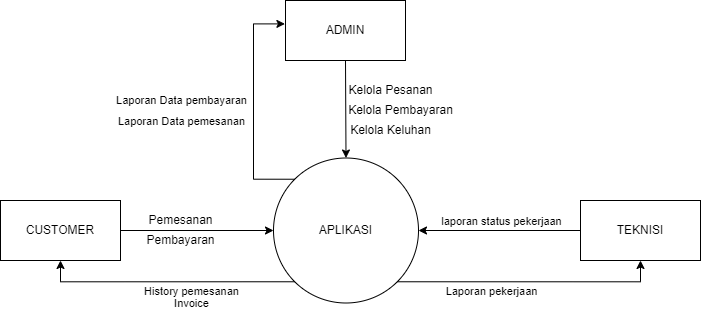 ADMIN
Kelola Pesanan
Kelola Pembayaran
Kelola Keluhan
Laporan Data pembayaran
Laporan Data pemesanan
CUSTOMER
Pemesanan
Pembayaran
APLIKASI
laporan status pekerjaan
TEKNISI
History pemesanan
Invoice
Laporan pekerjaan